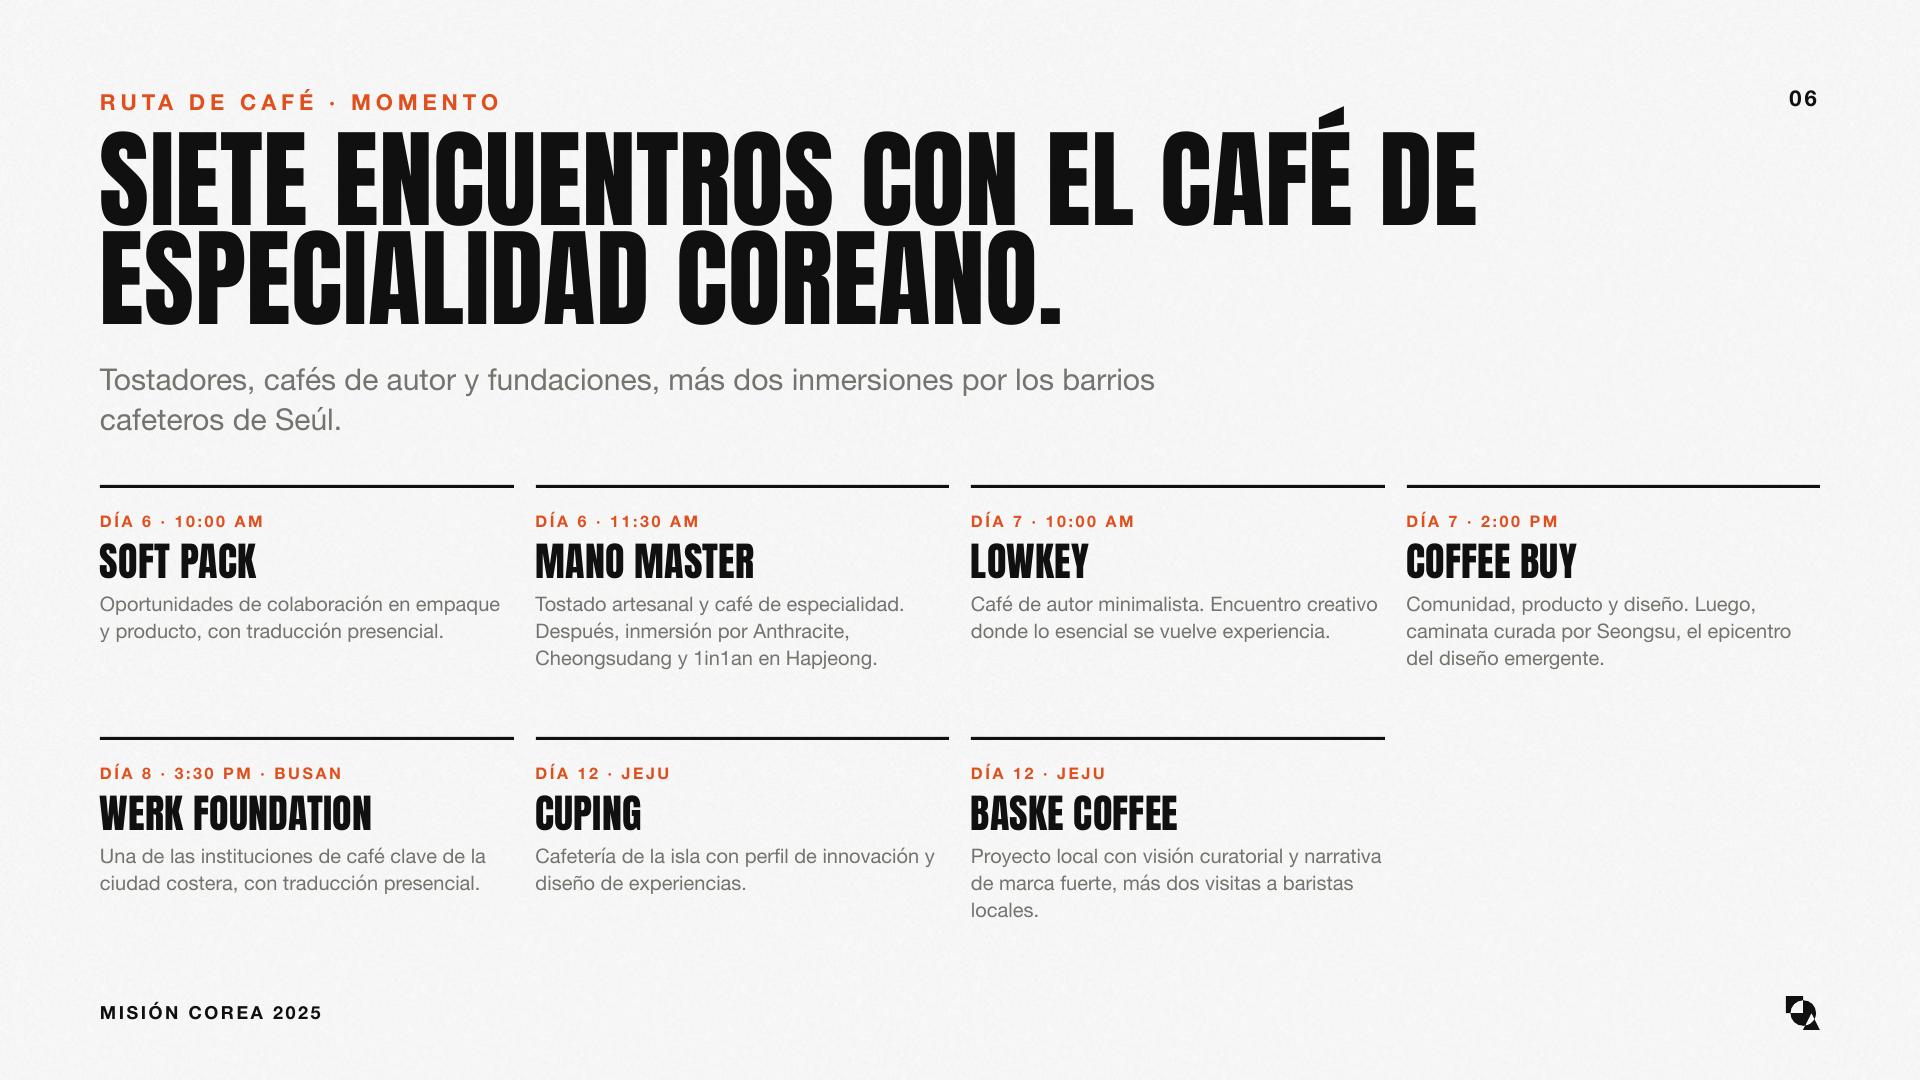 RUTA DE CAFÉ · MOMENTO
06
SIETE ENCUENTROS CON EL CAFÉ DE
ESPECIALIDAD COREANO.
Tostadores, cafés de autor y fundaciones, más dos inmersiones por los barrios
cafeteros de Seúl.
DÍA 6 · 10:00 AM
SOFT PACK
Oportunidades de colaboración en empaque
y producto, con traducción presencial.
DÍA 6 · 11:30 AM
MANO MASTER
Tostado artesanal y café de especialidad.
Después, inmersión por Anthracite,
Cheongsudang y 1in1an en Hapjeong.
DÍA 7 · 10:00 AM
LOWKEY
Café de autor minimalista. Encuentro creativo
donde lo esencial se vuelve experiencia.
DÍA 7 · 2:00 PM
COFFEE BUY
Comunidad, producto y diseño. Luego,
caminata curada por Seongsu, el epicentro
del diseño emergente.
DÍA 8 · 3:30 PM · BUSAN
WERK FOUNDATION
Una de las instituciones de café clave de la
ciudad costera, con traducción presencial.
DÍA 12 · JEJU
CUPING
Cafetería de la isla con perfil de innovación y
diseño de experiencias.
DÍA 12 · JEJU
BASKE COFFEE
Proyecto local con visión curatorial y narrativa
de marca fuerte, más dos visitas a baristas
locales.
MISIÓN COREA 2025